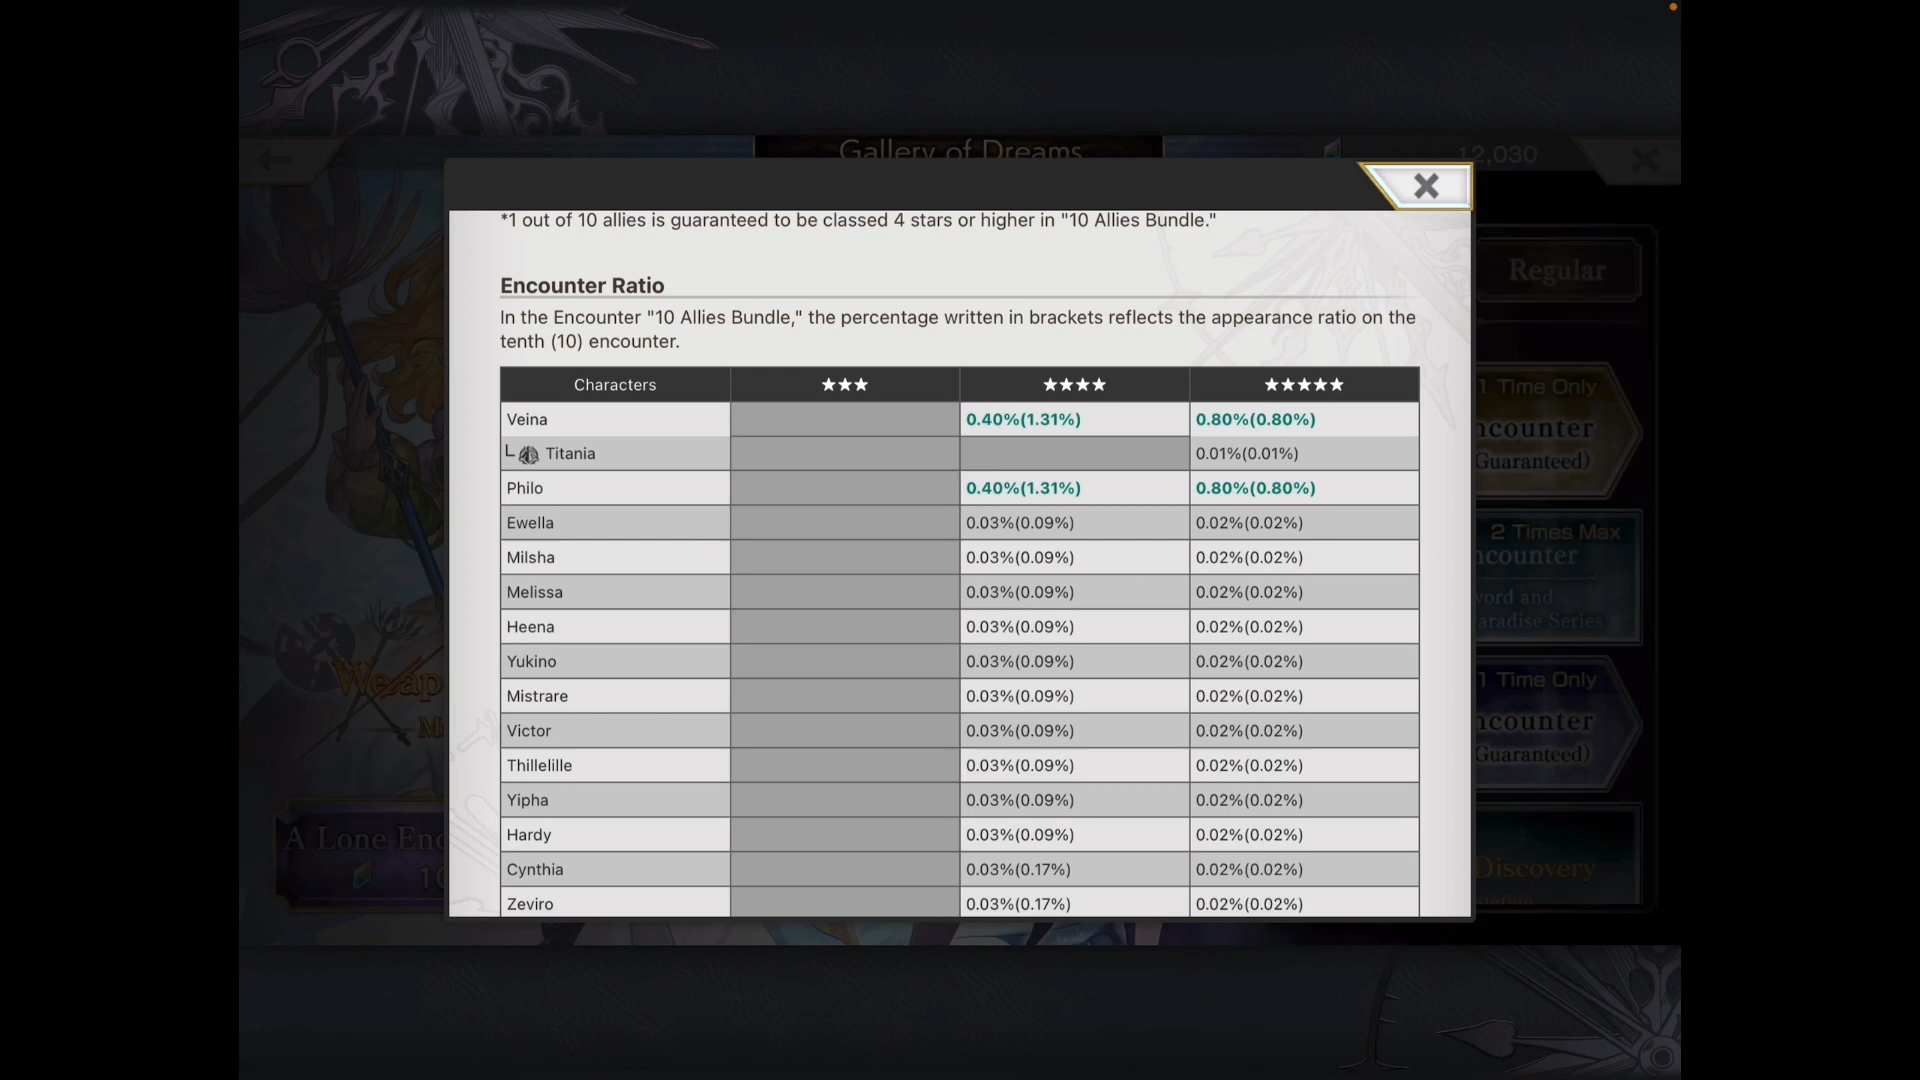 Gallery of Dreams
12,030
*1 out of 10 allies is guaranteed to be classed 4 stars or higher in "10 Allies Bundle."
Encounter Ratio
In the Encounter "10 Allies Bundle," the percentage written in brackets reflects the appearance ratio on the
tenth (10) encounter.
Characters ★★★ ★★★★ ★★★★★
Veina 0.40%(1.31%) 0.80%(0.80%)
Titania 0.01%(0.01%)
Philo 0.40%(1.31%) 0.80%(0.80%)
Ewella 0.03%(0.09%) 0.02%(0.02%)
Milsha 0.03%(0.09%) 0.02%(0.02%)
Melissa 0.03%(0.09%) 0.02%(0.02%)
Heena 0.03%(0.09%) 0.02%(0.02%)
Yukino 0.03%(0.09%) 0.02%(0.02%)
Mistrare 0.03%(0.09%) 0.02%(0.02%)
Victor 0.03%(0.09%) 0.02%(0.02%)
Thillelille 0.03%(0.09%) 0.02%(0.02%)
Yipha 0.03%(0.09%) 0.02%(0.02%)
Hardy 0.03%(0.09%) 0.02%(0.02%)
Cynthia 0.03%(0.17%) 0.02%(0.02%)
Zeviro 0.03%(0.17%) 0.02%(0.02%)
Regular
1 Time Only
ncounter
Guaranteed)
2 Times Max
ncounter
word and
aradise Series
1 Time Only
ncounter
Guaranteed)
Discovery
Weap
A Lone Enc
10